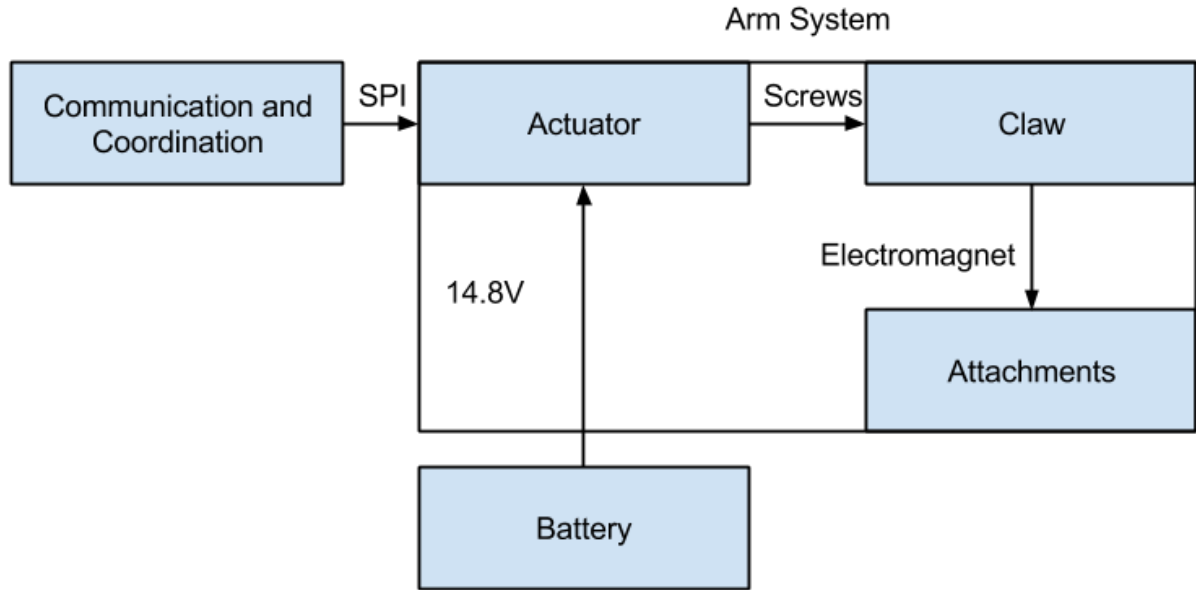 Arm System
Communication and
Coordination
SPI
Actuator
Screws
Claw
14.8V
Electromagnet
Attachments
Battery